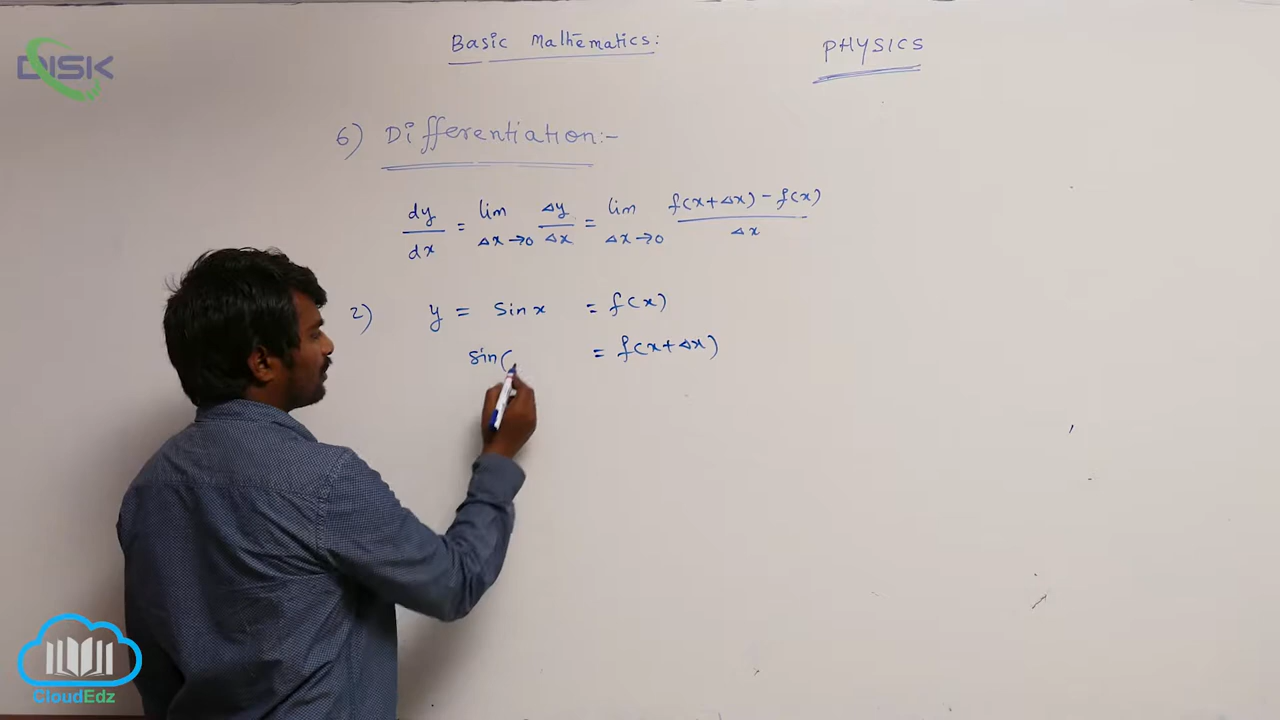 DISK
Basic Mathematics:
PHYSICS
6) Differentiation:-
dy/dx = lim Δx→0 Δy/Δx = lim Δx→0 f(x+Δx) - f(x)/Δx
2) y = Sin x = f(x)
Sin( = f(x+Δx)
CloudEdz